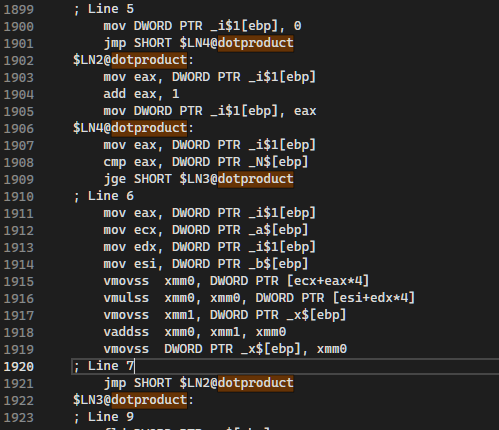 1899 ; Line 5
1900 mov DWORD PTR _i$1[ebp], 0
1901 jmp SHORT $LN4@dotproduct
1902 $LN2@dotproduct:
1903 mov eax, DWORD PTR _i$1[ebp]
1904 add eax, 1
1905 mov DWORD PTR _i$1[ebp], eax
1906 $LN4@dotproduct:
1907 mov eax, DWORD PTR _i$1[ebp]
1908 cmp eax, DWORD PTR _N$[ebp]
1909 jge SHORT $LN3@dotproduct
1910 ; Line 6
1911 mov eax, DWORD PTR _i$1[ebp]
1912 mov ecx, DWORD PTR _a$[ebp]
1913 mov edx, DWORD PTR _i$1[ebp]
1914 mov esi, DWORD PTR _b$[ebp]
1915 vmovss xmm0, DWORD PTR [ecx+eax*4]
1916 vmulss xmm0, xmm0, DWORD PTR [esi+edx*4]
1917 vmovss xmm1, DWORD PTR _x$[ebp]
1918 vaddss xmm0, xmm1, xmm0
1919 vmovss DWORD PTR _x$[ebp], xmm0
1920 ; Line 7
1921 jmp SHORT $LN2@dotproduct
1922 $LN3@dotproduct:
1923 ; Line 9